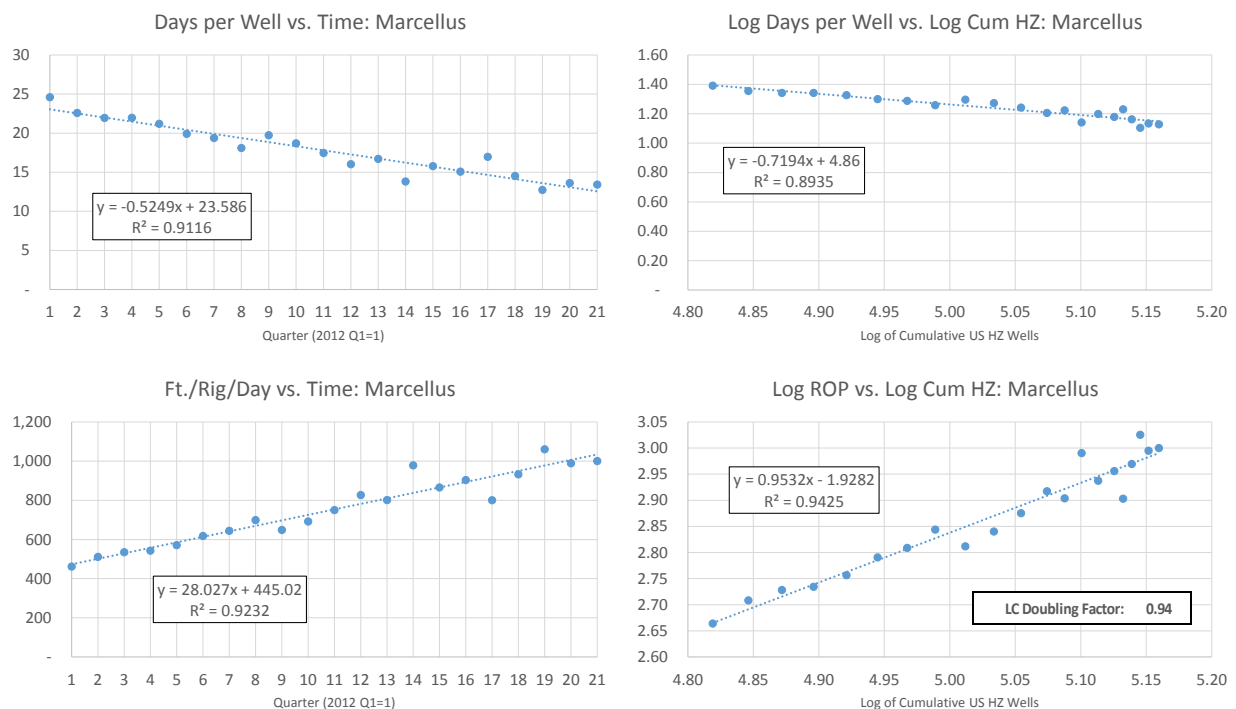 Days per Well vs. Time: Marcellus
30
25
20
15
10
5
-
y = -0.5249x + 23.586
R² = 0.9116
1 2 3 4 5 6 7 8 9 10 11 12 13 14 15 16 17 18 19 20 21
Quarter (2012 Q1=1)
Log Days per Well vs. Log Cum HZ: Marcellus
1.60
1.40
1.20
1.00
0.80
0.60
0.40
0.20
-
y = -0.7194x + 4.86
R² = 0.8935
4.80 4.85 4.90 4.95 5.00 5.05 5.10 5.15 5.20
Log of Cumulative US HZ Wells
Ft./Rig/Day vs. Time: Marcellus
1,200
1,000
800
600
400
200
-
y = 28.027x + 445.02
R² = 0.9232
1 2 3 4 5 6 7 8 9 10 11 12 13 14 15 16 17 18 19 20 21
Quarter (2012 Q1=1)
Log ROP vs. Log Cum HZ: Marcellus
3.05
3.00
2.95
2.90
2.85
2.80
2.75
2.70
2.65
2.60
y = 0.9532x - 1.9282
R² = 0.9425
LC Doubling Factor: 0.94
4.80 4.85 4.90 4.95 5.00 5.05 5.10 5.15 5.20
Log of Cumulative US HZ Wells